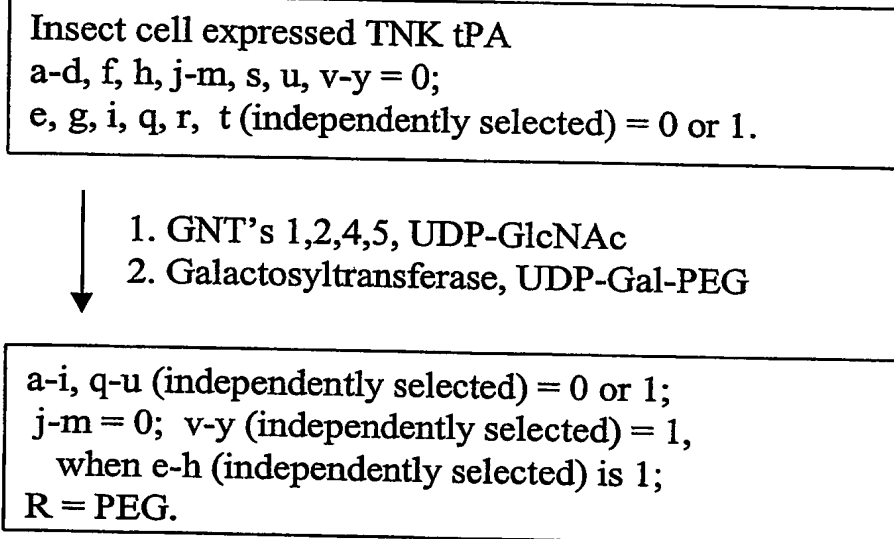 Insect cell expressed TNK tPA
a-d, f, h, j-m, s, u, v-y = 0;
e, g, i, q, r, t (independently selected) = 0 or 1.
1. GNT's 1,2,4,5, UDP-GlcNAc
2. Galactosyltransferase, UDP-Gal-PEG
a-i, q-u (independently selected) = 0 or 1;
j-m = 0; v-y (independently selected) = 1,
when e-h (independently selected) is 1;
R = PEG.